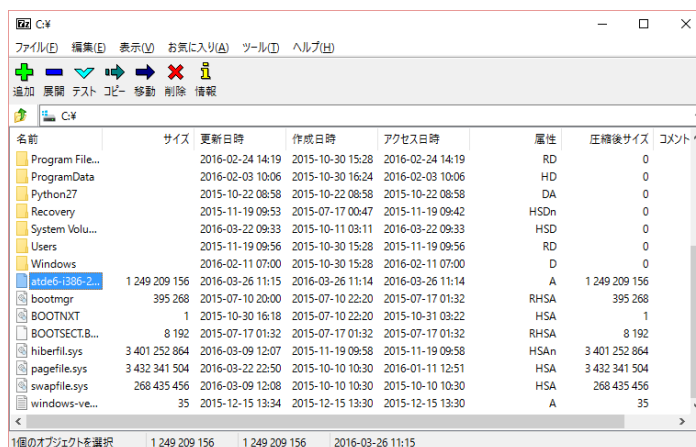 C:¥
ファイル(F) 編集(E) 表示(V) お気に入り(A) ツール(T) ヘルプ(H)
追加 展開 テスト コピー 移動 削除 情報
C:¥
名前 サイズ 更新日時 作成日時 アクセス日時 属性 圧縮後サイズ コメント
Program File... 2016-02-24 14:19 2015-10-30 15:28 2016-02-24 14:19 RD 0
ProgramData 2016-02-03 10:06 2015-10-30 16:24 2016-02-03 10:06 HD 0
Python27 2015-10-22 08:58 2015-10-22 08:58 2015-10-22 08:58 DA 0
Recovery 2015-11-19 09:53 2015-07-17 00:47 2015-11-19 09:42 HSDn 0
System Volu... 2016-03-22 09:33 2015-10-11 03:11 2016-03-22 09:33 HSD 0
Users 2015-11-19 09:56 2015-10-30 15:28 2015-11-19 09:56 RD 0
Windows 2016-02-11 07:00 2015-10-30 15:28 2016-02-11 07:00 D 0
atde6-i386-2... 1 249 209 156 2016-03-26 11:15 2016-03-26 11:14 2016-03-26 11:14 A 1 249 209 156
bootmgr 395 268 2015-07-10 20:00 2015-07-10 22:20 2015-07-17 01:32 RHSA 395 268
BOOTNXT 1 2015-10-30 16:18 2015-07-10 22:20 2015-10-31 03:22 HSA 1
BOOTSECT.B... 8 192 2015-07-17 01:32 2015-07-17 01:32 2015-07-17 01:32 RHSA 8 192
hiberfil.sys 3 401 252 864 2016-03-09 12:07 2015-11-19 09:58 2015-11-19 09:58 HSAn 3 401 252 864
pagefile.sys 3 432 341 504 2016-03-22 22:50 2015-10-10 10:30 2016-01-11 12:51 HSA 3 432 341 504
swapfile.sys 268 435 456 2016-03-09 12:08 2015-10-10 10:30 2015-10-10 10:30 HSA 268 435 456
windows-ve... 35 2015-12-15 13:34 2015-12-15 13:30 2015-12-15 13:30 A 35
1個のオブジェクトを選択 1 249 209 156 1 249 209 156 2016-03-26 11:15